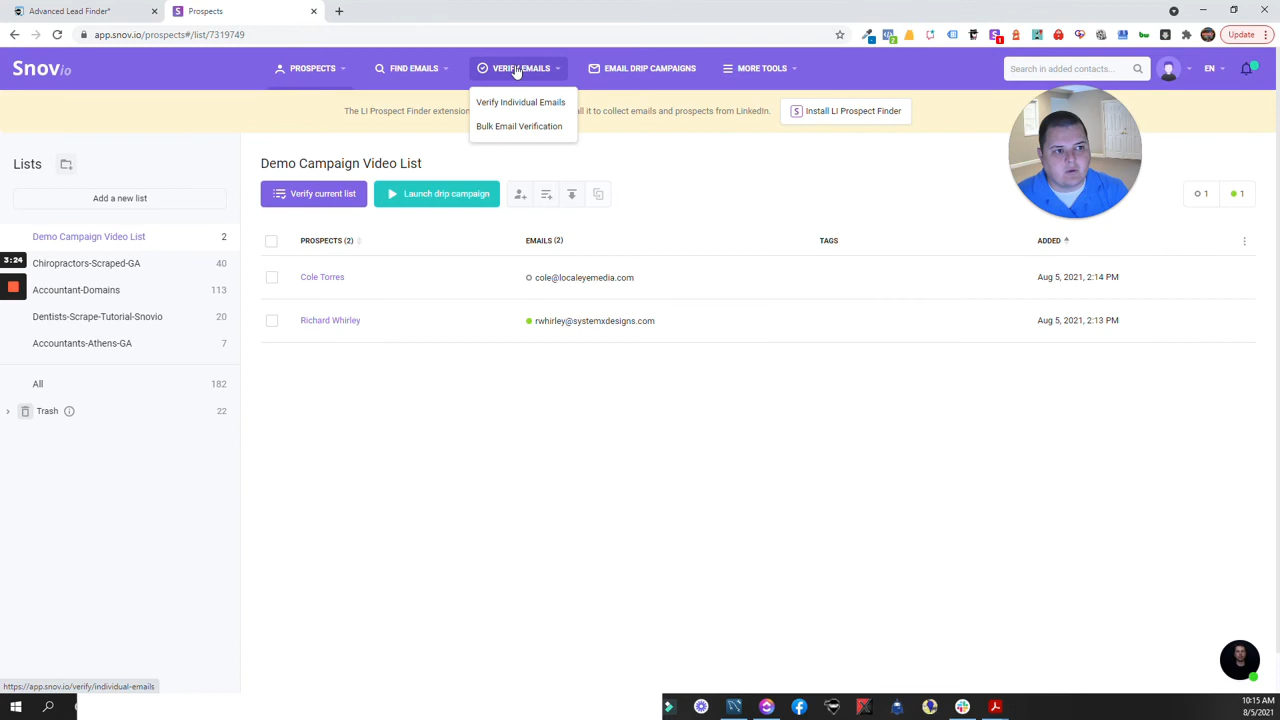 Advanced Lead Finder*
Prospects
app.snov.io/prospects#/list/7319749
Update
Snovio
PROSPECTS
FIND EMAILS
VERIFY EMAILS
EMAIL DRIP CAMPAIGNS
MORE TOOLS
Search in added contacts...
EN
Verify Individual Emails
Bulk Email Verification
The LI Prospect Finder extension
all it to collect emails and prospects from LinkedIn.
S Install LI Prospect Finder
Lists
Add a new list
Demo Campaign Video List 2
Chiropractors-Scraped-GA 40
Accountant-Domains 113
Dentists-Scrape-Tutorial-Snovio 20
Accountants-Athens-GA 7
All 182
Trash 22
3:24
Demo Campaign Video List
Verify current list
Launch drip campaign
1
1
PROSPECTS (2) EMAILS (2) TAGS ADDED
Cole Torres cole@localeyemedia.com Aug 5, 2021, 2:14 PM
Richard Whirley rwhirley@systemxdesigns.com Aug 5, 2021, 2:13 PM
https://app.snov.io/verify/individual-emails
10:15 AM
8/5/2021